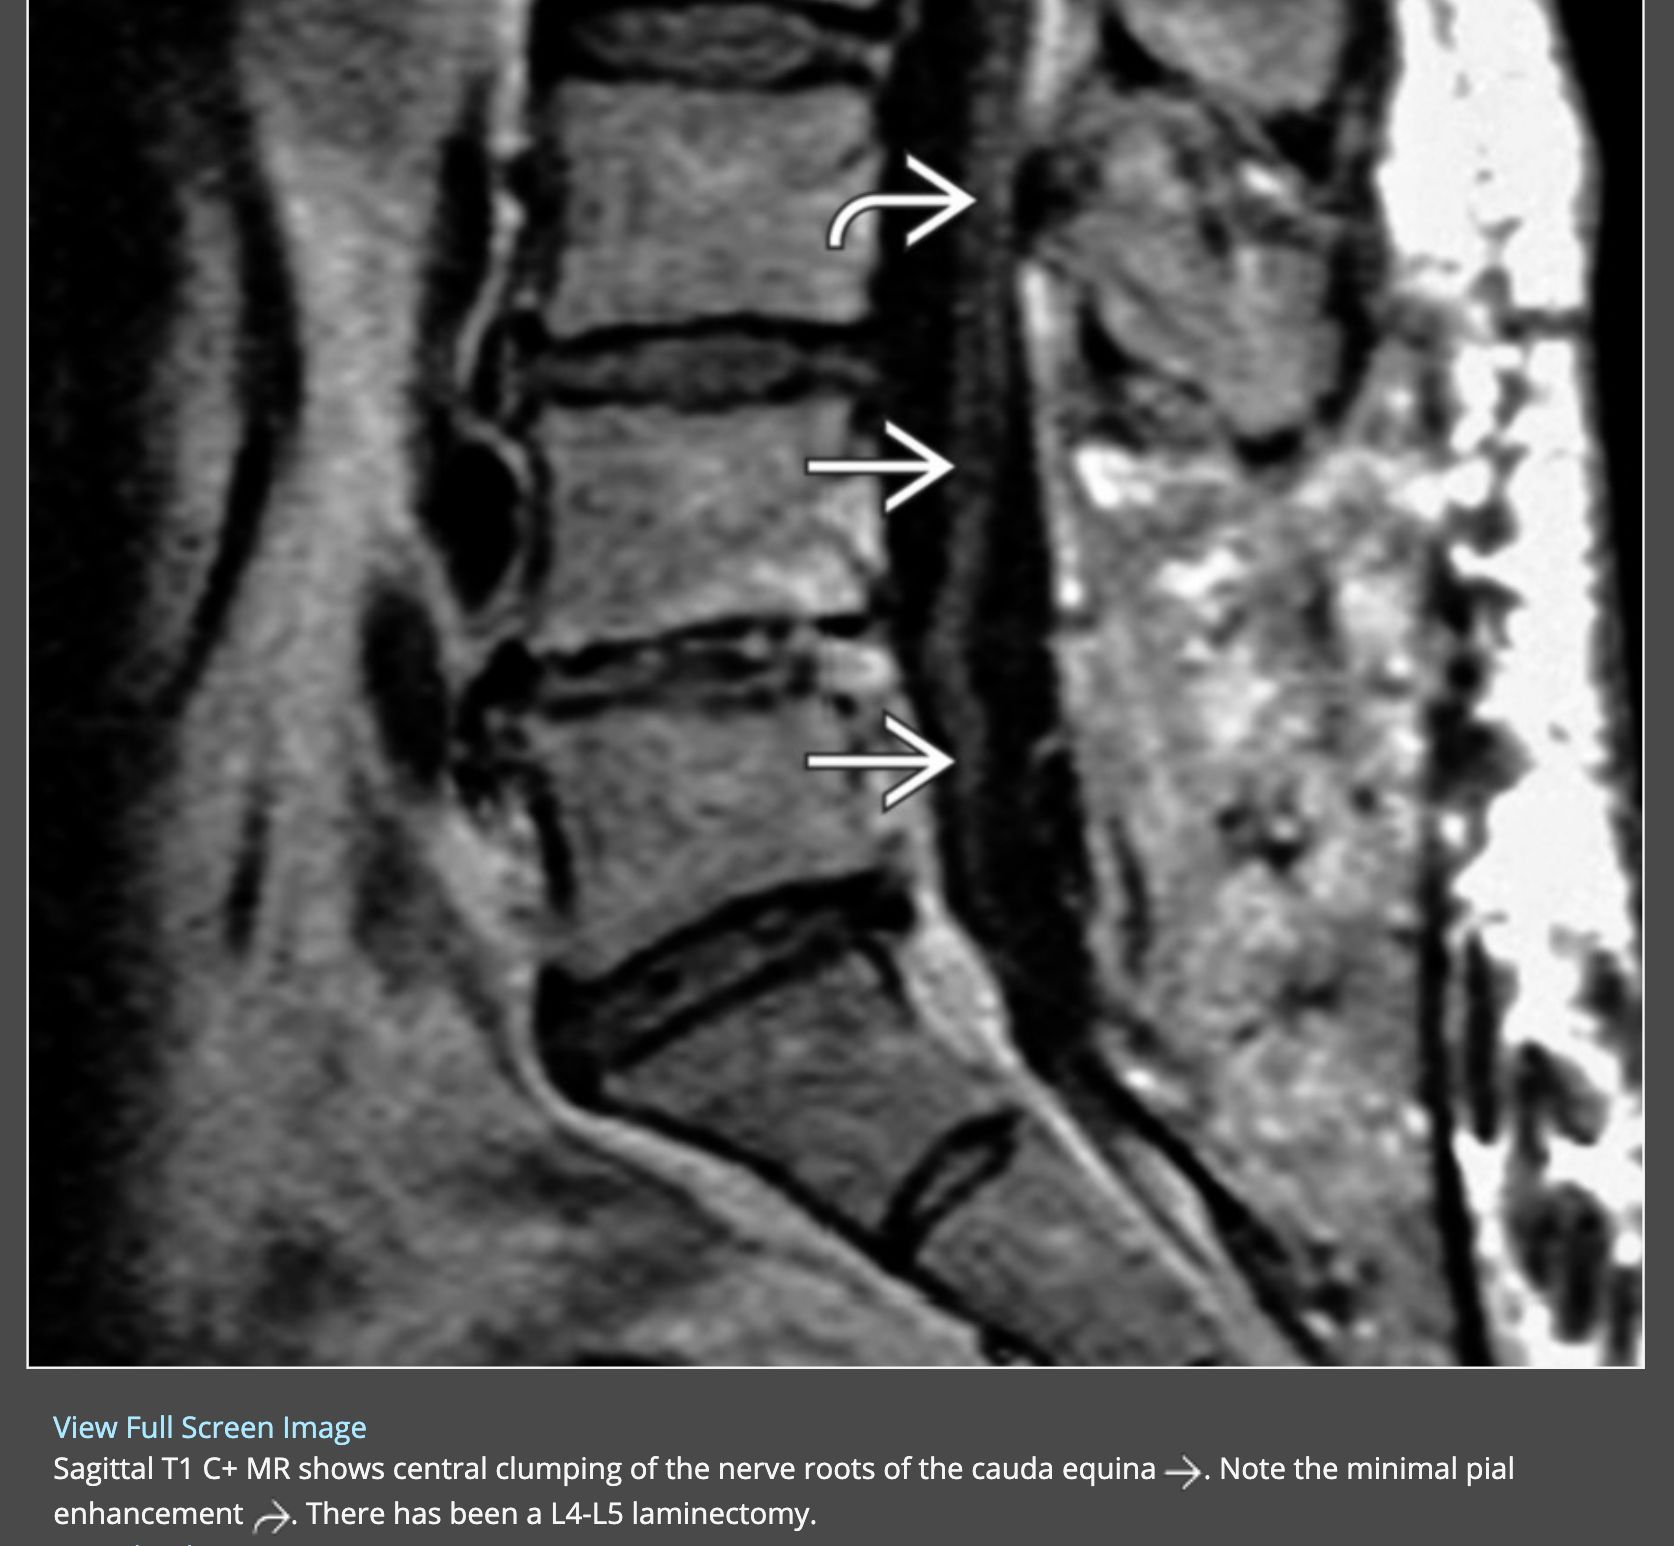 View Full Screen Image
Sagittal T1 C+ MR shows central clumping of the nerve roots of the cauda equina →. Note the minimal pial
enhancement ↷. There has been a L4-L5 laminectomy.